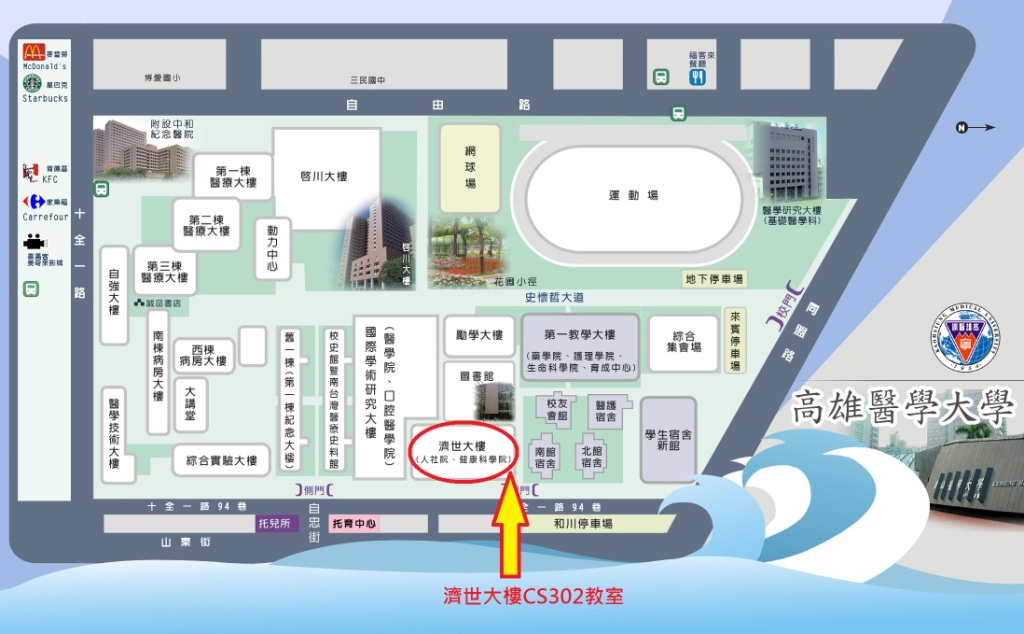 麥當勞
McDonald's
星巴克
Starbucks
肯德基
KFC
家樂福
Carrefour
十全一路
博愛國小
三民國中
福客來
餐廳
自由路
N
附設中和
紀念醫院
第一棟
醫療大樓
啓川大樓
第二棟
醫療大樓
動力中心
第三棟
醫療大樓
自強大樓
誠品書店
啓川大樓
網球場
運動場
醫學研究大樓
(基礎醫學科)
花園小徑
地下停車場
史懷哲大道
校門
同盟路
來賓停車場
南棟病房大樓
西棟
病房大樓
大講堂
醫學技術大樓
綜合實驗大樓
舊一棟(第一棟紀念大樓)
校史館暨南台灣醫療史料館
國際學術研究大樓
(醫學院、口腔醫學院)
勵學大樓
圖書館
第一教學大樓
(藥學院、護理學院、
生命科學院、育成中心)
綜合
集會場
濟世大樓
(人社院、健康科學院)
校友
會館
醫護
宿舍
南館
宿舍
北館
宿舍
學生宿舍
新館
側門
門
十全一路94巷
全一路94巷
自忠街
托兒所
托育中心
和川停車場
山東街
KAOHSIUNG MEDICAL UNIVERSITY
1954
高雄醫學大學
濟世大樓CS302教室